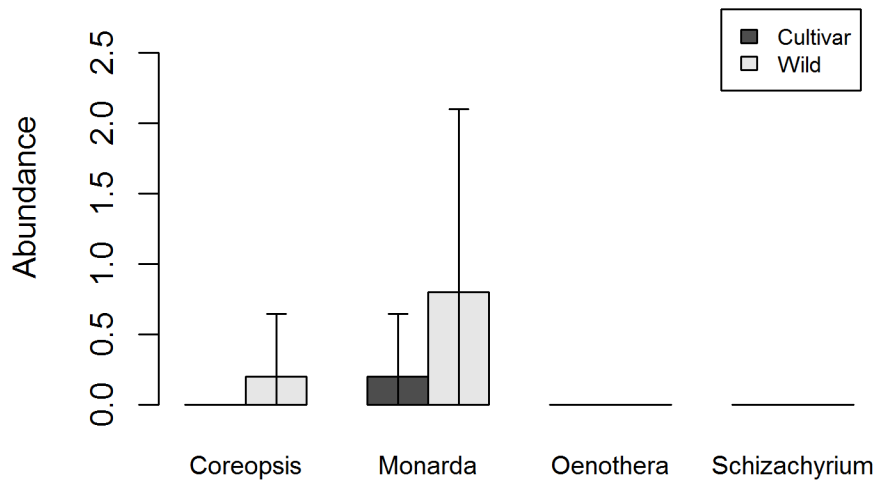 Cultivar
Wild
Abundance
2.5
2.0
1.5
1.0
0.5
0.0
Coreopsis
Monarda
Oenothera
Schizachyrium